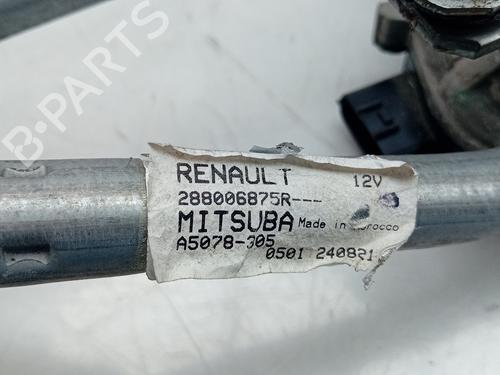 B-PARTS
RENAULT 12V
288006875R---
MITSUBA Made in Morocco
A5078-305
0501 240821